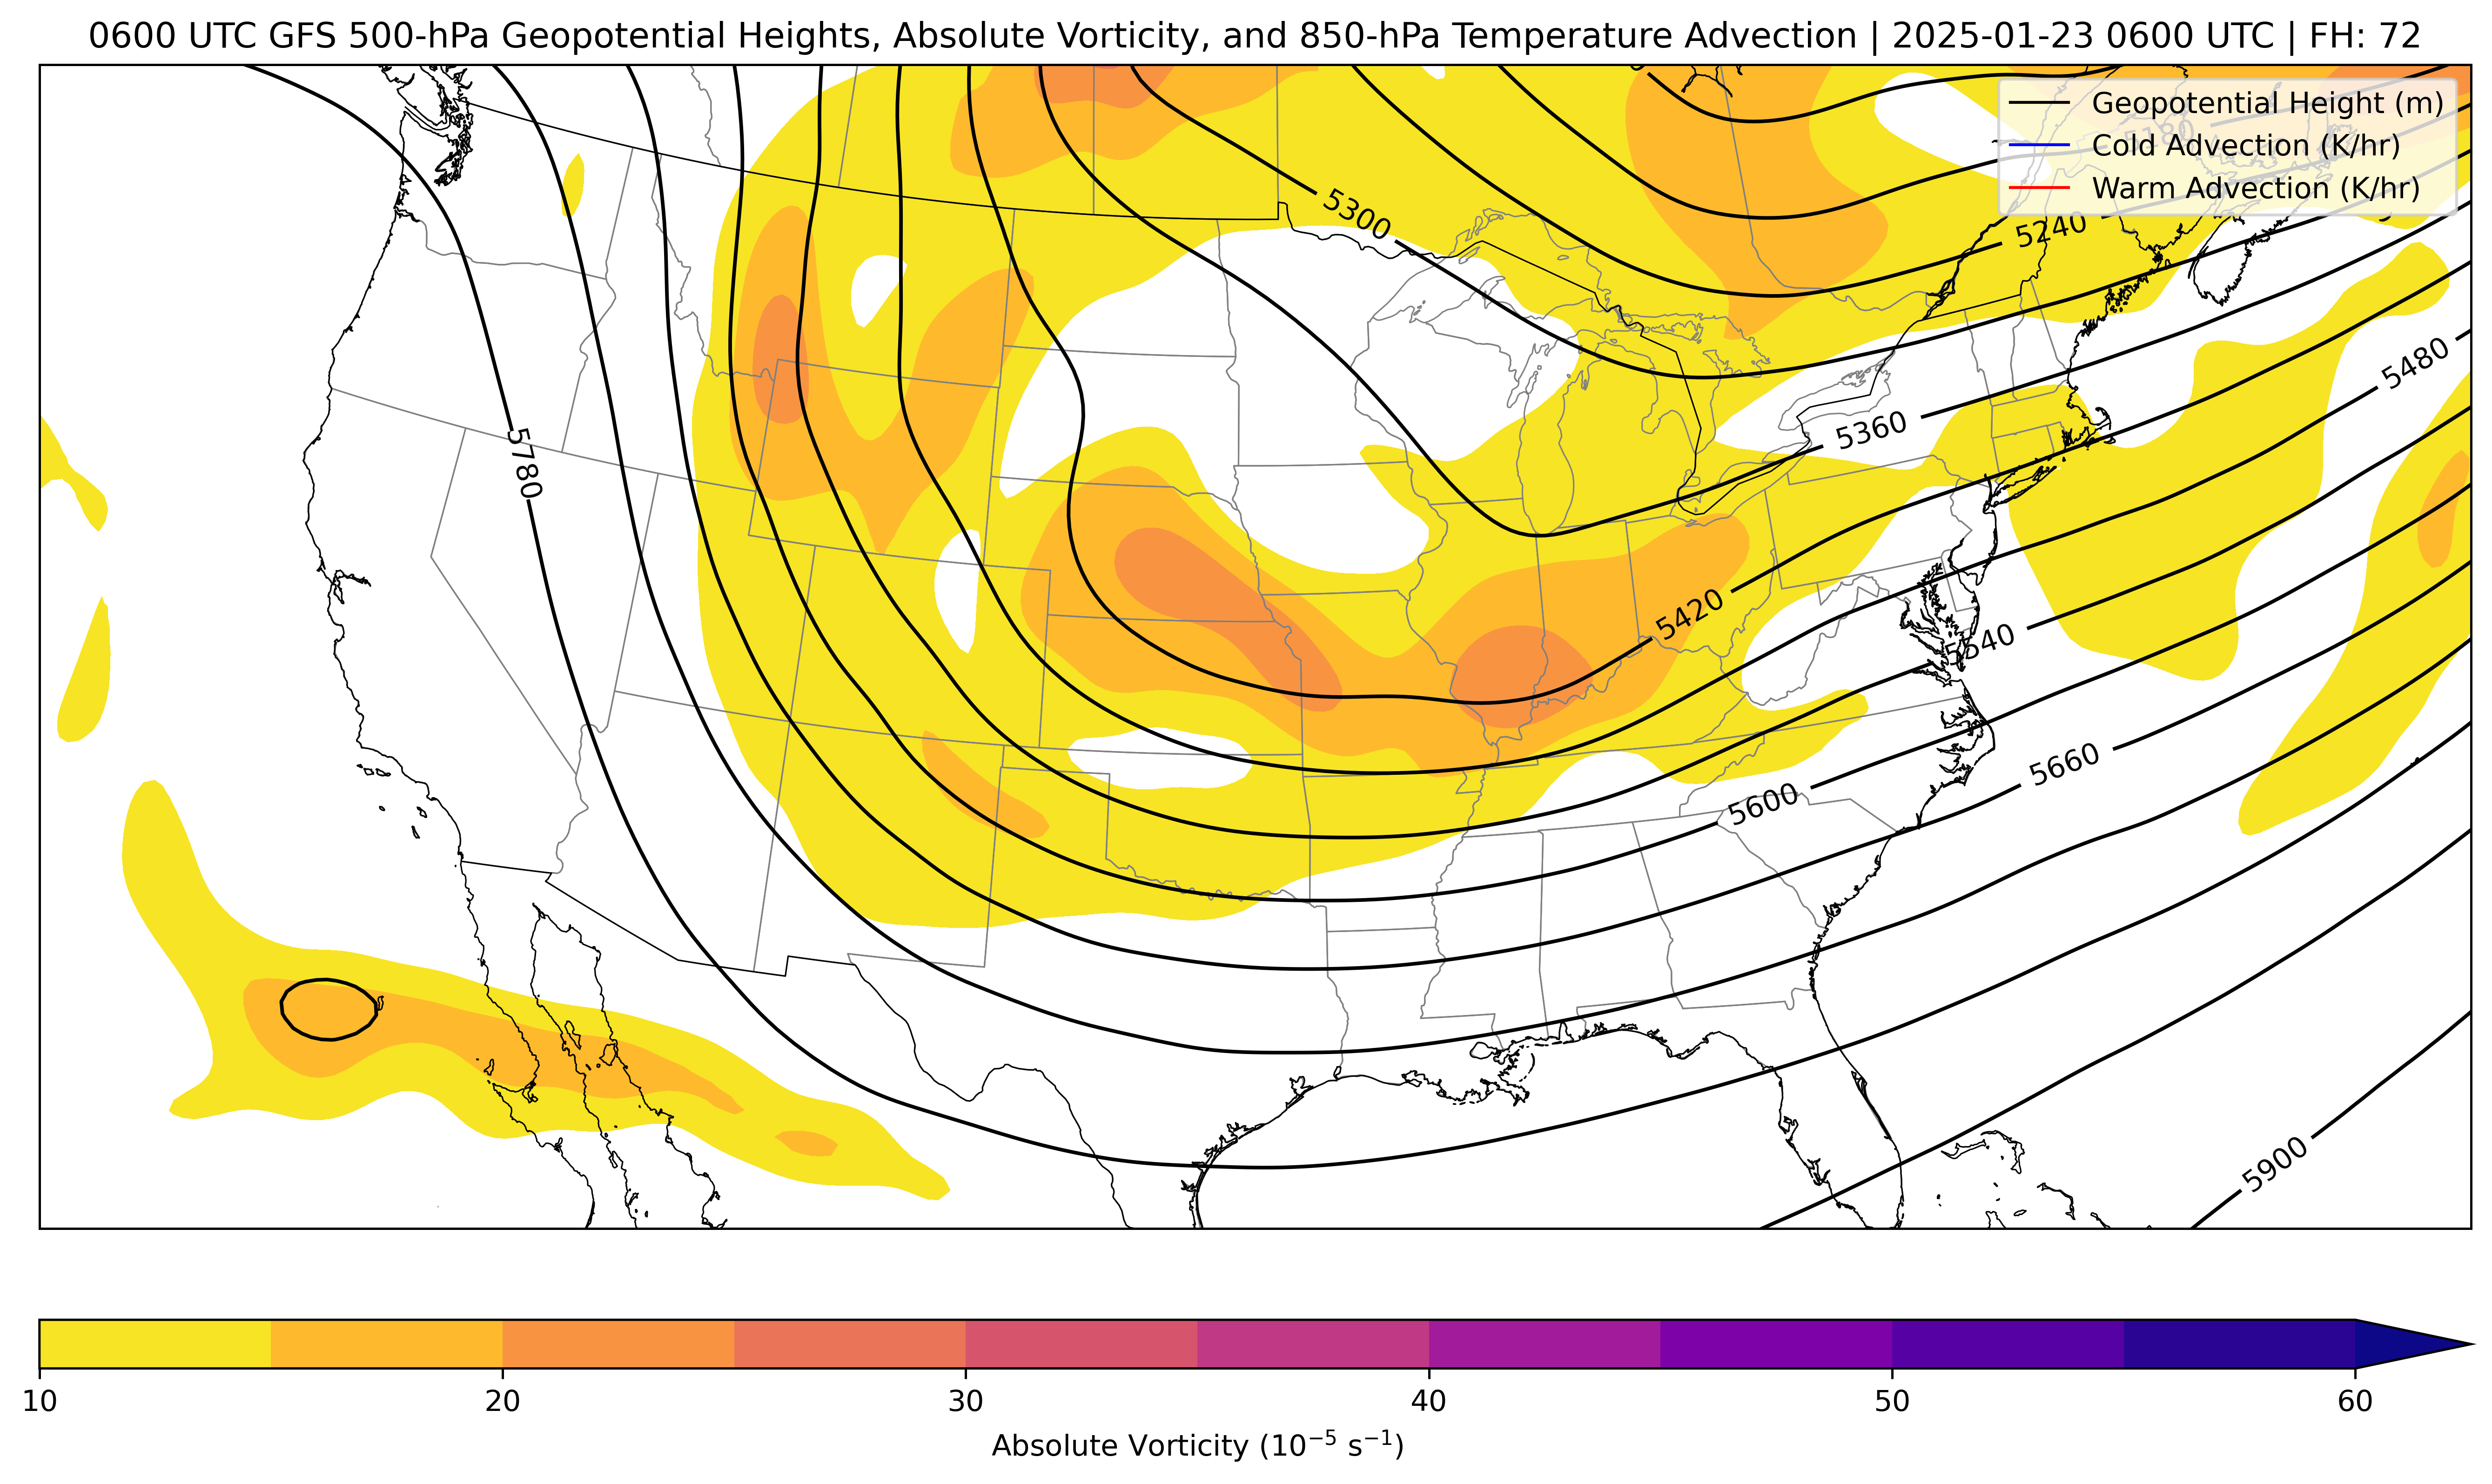 0600 UTC GFS 500-hPa Geopotential Heights, Absolute Vorticity, and 850-hPa Temperature Advection | 2025-01-23 0600 UTC | FH: 72
Geopotential Height (m)
Cold Advection (K/hr)
Warm Advection (K/hr)
5180
5300
5240
5480
5360
5780
5420
5540
5660
5600
5900
10 20 30 40 50 60
Absolute Vorticity (10⁻⁵ s⁻¹)